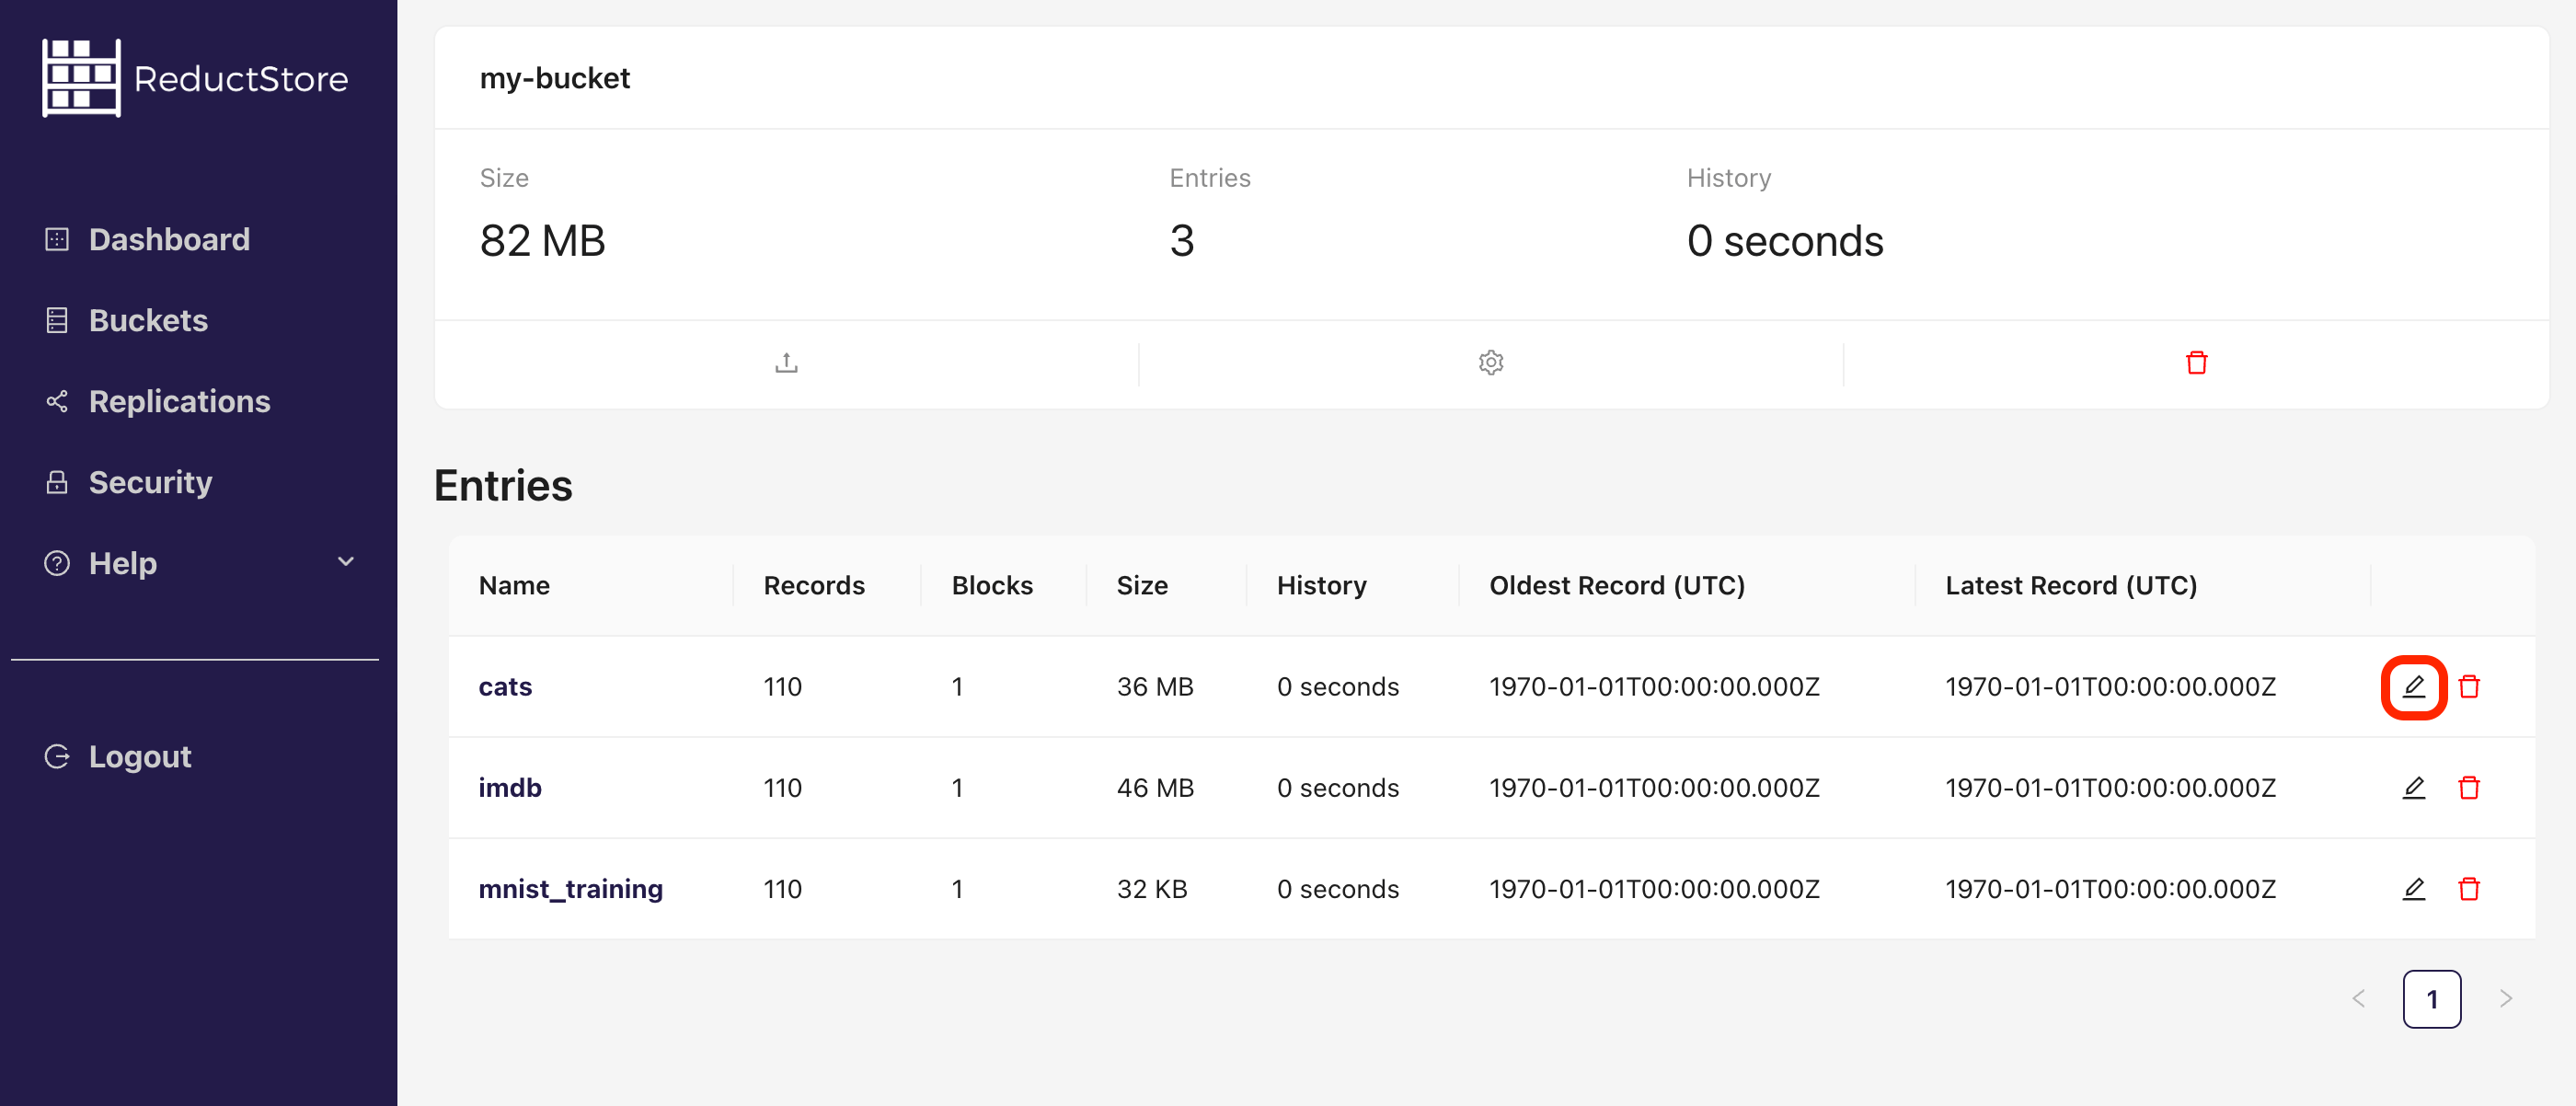 ReductStore
Dashboard
Buckets
Replications
Security
Help
Logout
my-bucket
Size Entries History
82 MB 3 0 seconds
Entries
Name Records Blocks Size History Oldest Record (UTC) Latest Record (UTC)
cats 110 1 36 MB 0 seconds 1970-01-01T00:00:00.000Z 1970-01-01T00:00:00.000Z
imdb 110 1 46 MB 0 seconds 1970-01-01T00:00:00.000Z 1970-01-01T00:00:00.000Z
mnist_training 110 1 32 KB 0 seconds 1970-01-01T00:00:00.000Z 1970-01-01T00:00:00.000Z
1